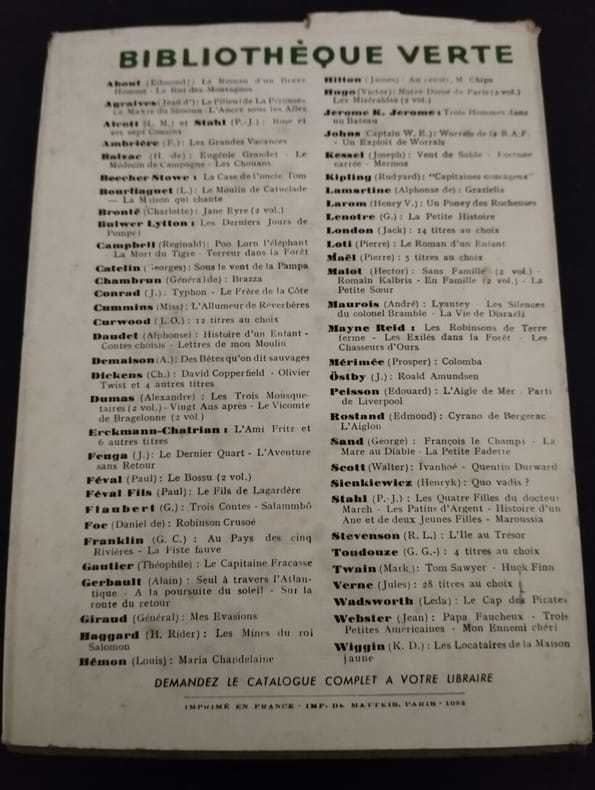 BIBLIOTHÈQUE VERTE
About (Edmond): Le Roman d'un Brave
Homme - Le Roi des Montagnes
Agraives (Jean d'): Le Filleul de La Pérouse
Le Maître du Simoun - L'Ancre sous les Ailes
Alcott (L. M.) et Stahl (P.-J.): Rose et
ses sept Cousins
Ambrière (F.): Les Grandes Vacances
Balzac (H. de): Eugénie Grandet - Le
Médecin de Campagne - Les Chouans
Beecher Stowe: La Case de l'oncle Tom
Bourliaguet (L.): Le Moulin de Catuclade
— La Maison qui chante
Brontë (Charlotte): Jane Eyre (2 vol.)
Bulwer Lytton: Les Derniers Jours de
Pompéi
Campbell (Reginald): Poo Lorn l'éléphant
- La Mort du Tigre - Terreur dans la Forêt
Catelin (Georges): Sous le vent de la Pampa
Chambrun (Général de): Brazza
Conrad (J.): Typhon - Le Frère de la Côte
Cummins (Miss): L'Allumeur de Réverbères
Curwood (J. O.): 12 titres au choix
Daudet (Alphonse): Histoire d'un Enfant -
Contes choisis - Lettres de mon Moulin
Demaison (A.): Des Bêtes qu'on dit sauvages
Dickens (Ch.): David Copperfield - Olivier
Twist et 4 autres titres
Dumas (Alexandre): Les Trois Mousque-
taires (2 vol.) - Vingt Ans après - Le Vicomte
de Bragelonne (2 vol)
Erckmann-Chatrian: L'Ami Fritz et
6 autres titres
Feuga (J.): Le Dernier Quart - L'Aventure
sans Retour
Féval (Paul): Le Bossu (2 vol.)
Féval Fils (Paul): Le Fils de Lagardère
Flaubert (G.): Trois Contes - Salammbô
Foe (Daniel de): Robinson Crusoé
Franklin (G. C.): Au Pays des cinq
Rivières - La Piste fauve
Gautier (Théophile): Le Capitaine Fracasse
Gerbault (Alain): Seul à travers l'Atlan-
tique - A la poursuite du soleil - Sur la
route du retour
Giraud (Général): Mes Evasions
Haggard (H. Rider): Les Mines du roi
Salomon
Hémon (Louis): Maria Chapdelaine
Hilton (James): Au revoir, M. Chips
Hugo (Victor): Notre Dame de Paris (2 vol.)
Les Misérables (2 vol.)
Jerome K. Jerome: Trois Hommes dans
un Bateau
Johns (Captain W. E.): Worrals de la R.A.F.
- Un Exploit de Worrals
Kessel (Joseph): Vent de Sable - Fortune
carrée - Mermoz
Kipling (Rudyard): "Capitaines courageux"
Lamartine (Alphonse de): Graziella
Larom (Henry V.): Un Poney des Rocheuses
Lenotre (G.): La Petite Histoire
London (Jack): 14 titres au choix
Loti (Pierre): Le Roman d'un Enfant
Maël (Pierre): 5 titres au choix
Malot (Hector): Sans Famille (2 vol.) -
Romain Kalbris - En Famille (2 vol.) - La
Petite Sœur
Maurois (André): Lyautey - Les Silences
du colonel Bramble - La Vie de Disraëli
Mayne Reid: Les Robinsons de Terre
ferme - Les Exilés dans la Forêt - Les
Chasseurs d'Ours
Mérimée (Prosper): Colomba
Östby (J.): Roald Amundsen
Peisson (Edouard): L'Aigle de Mer - Parti
de Liverpool
Rostand (Edmond): Cyrano de Bergerac -
L'Aiglon
Sand (George): François le Champi - La
Mare au Diable - La Petite Fadette
Scott (Walter): Ivanhoé - Quentin Durward
Sienkiewicz (Henryk): Quo vadis?
Stahl (P.-J.): Les Quatre Filles du docteur
March - Les Patins d'Argent - Histoire d'un
Ane et de deux Jeunes Filles - Maroussia
Stevenson (R. L.): L'Ile au Trésor
Toudouze (G. G.-): 4 titres au choix
Twain (Mark): Tom Sawyer - Huck Finn
Verne (Jules): 28 titres au choix
Wadsworth (Leda): Le Cap des Pirates
Webster (Jean): Papa Faucheux - Trois
Petites Américaines - Mon Ennemi chéri
Wiggin (K. D.): Les Locataires de la Maison
jaune
DEMANDEZ LE CATALOGUE COMPLET A VOTRE LIBRAIRE
IMPRIMÉ EN FRANCE - IMP. DE MATTEIS, PARIS -